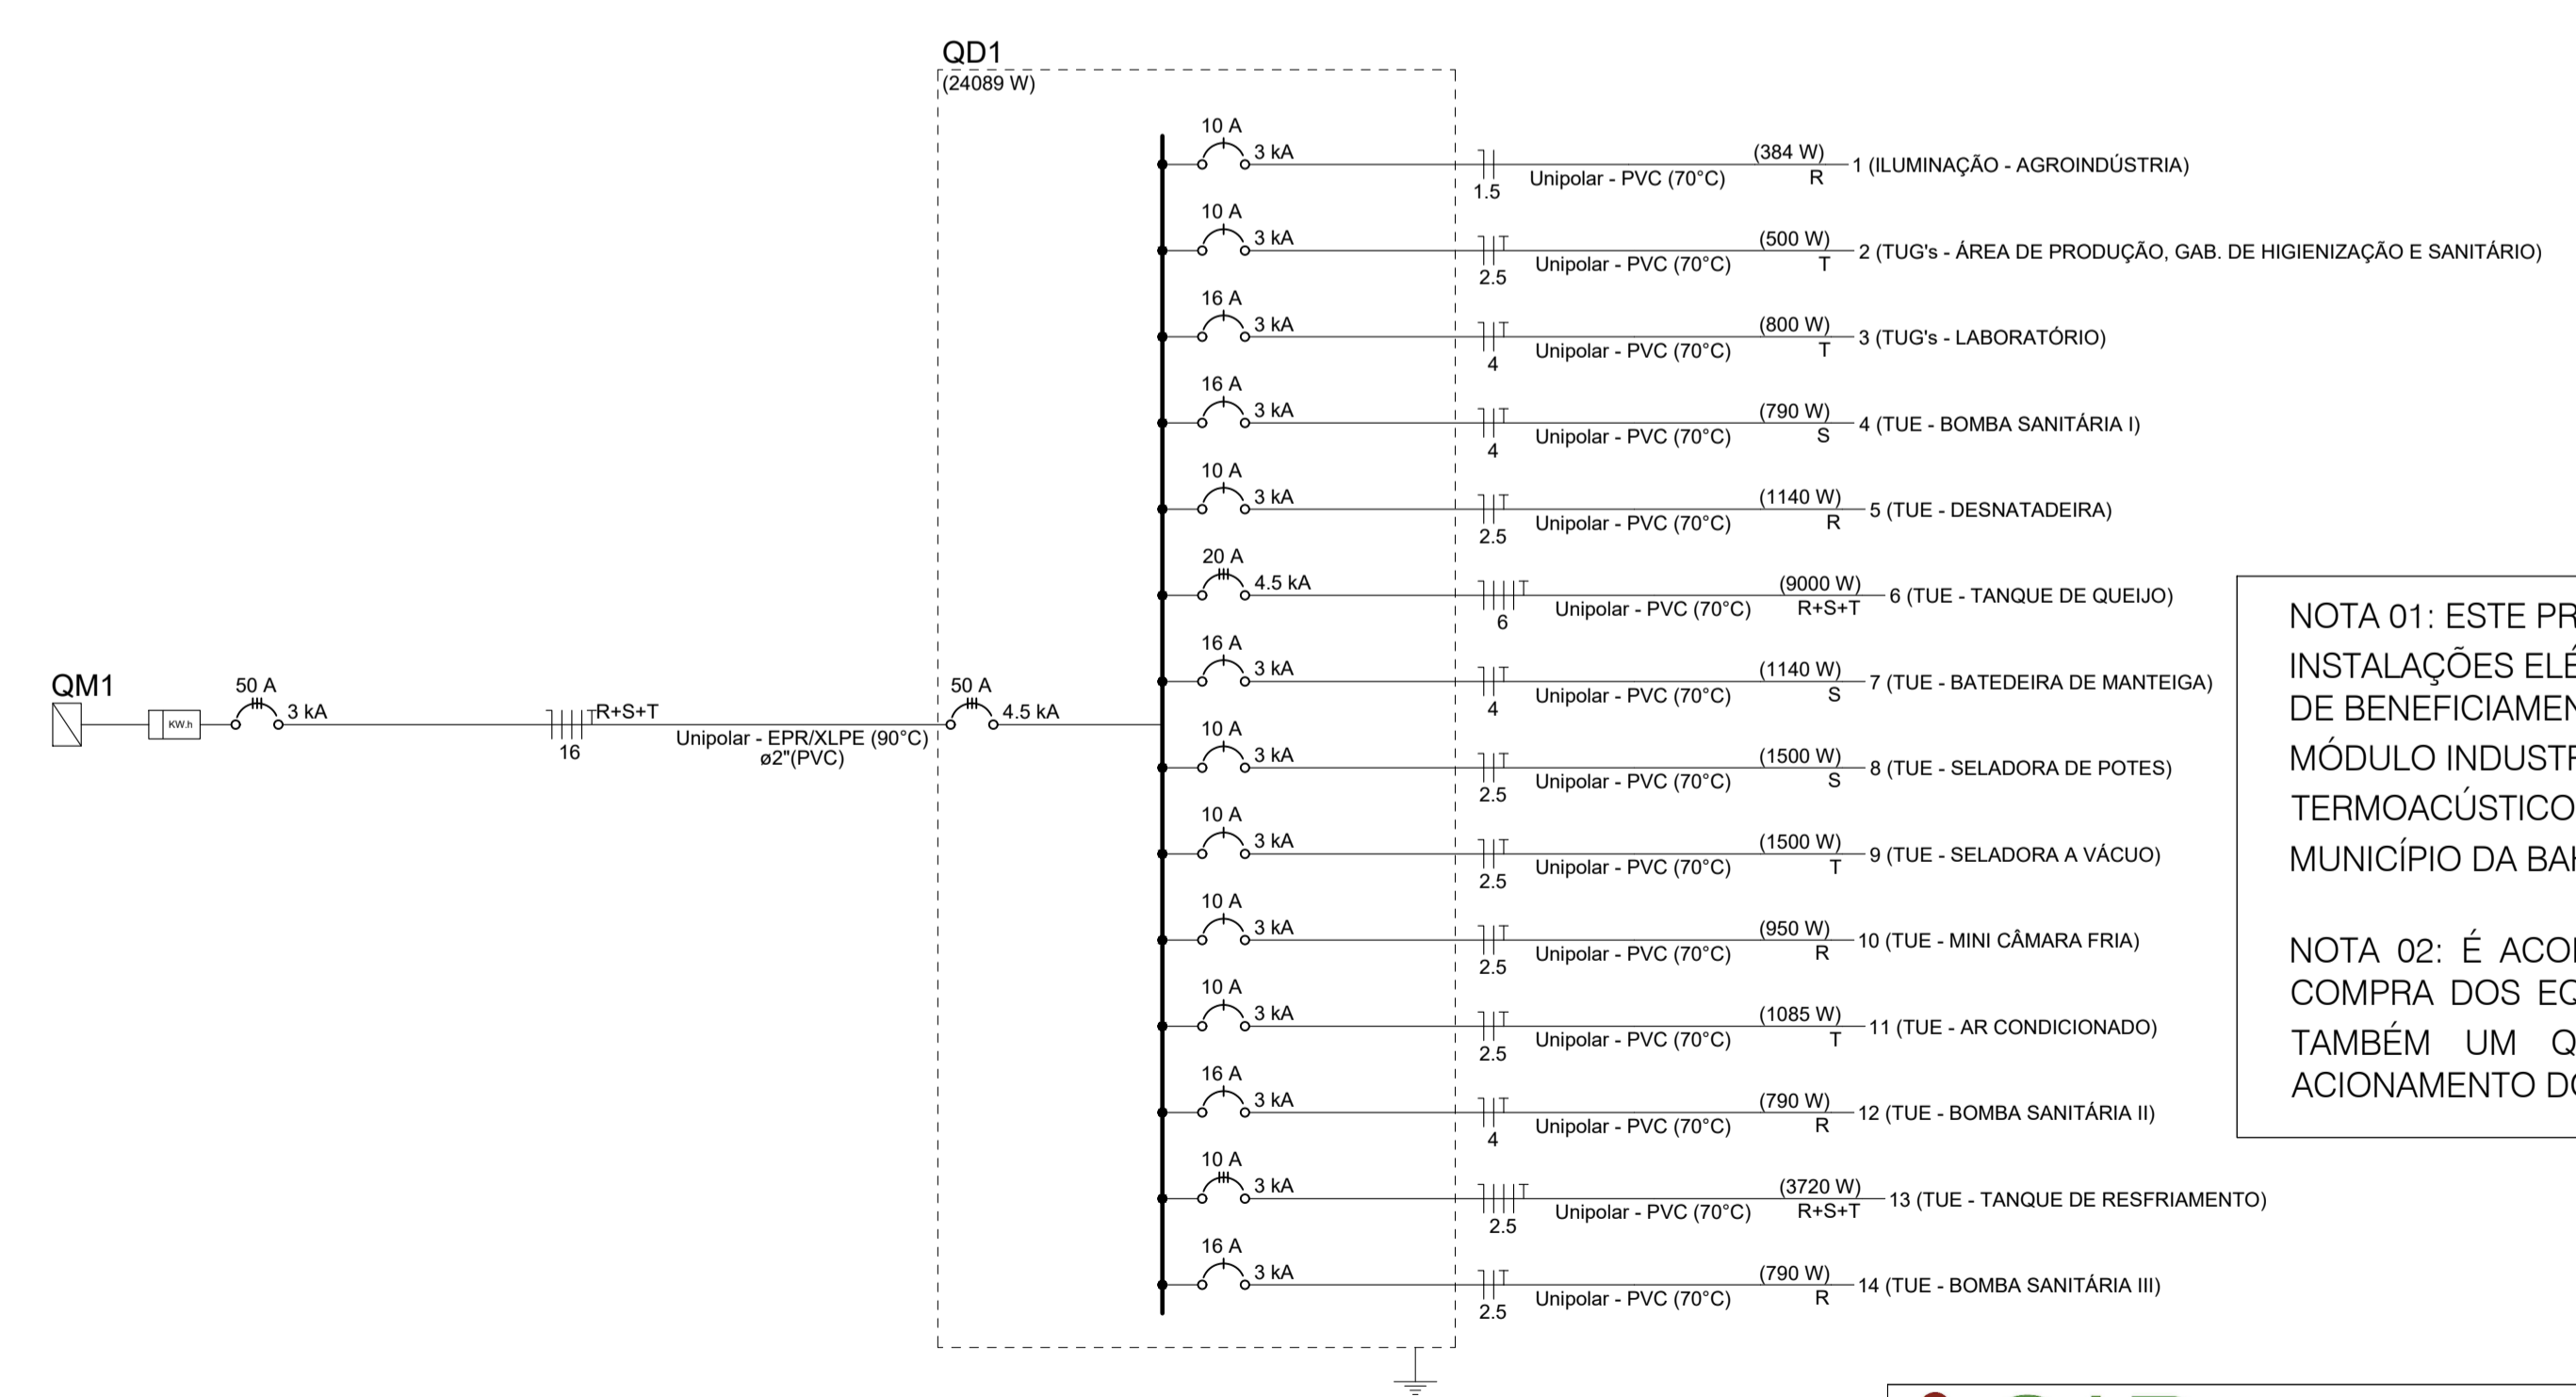 QD1
(24089 W)
10 A
3 kA
1.5
Unipolar - PVC (70°C)
(384 W)
R
1 (ILUMINAÇÃO - AGROINDÚSTRIA)
10 A
3 kA
2.5
Unipolar - PVC (70°C)
(500 W)
T
2 (TUG's - ÁREA DE PRODUÇÃO, GAB. DE HIGIENIZAÇÃO E SANITÁRIO)
16 A
3 kA
4
Unipolar - PVC (70°C)
(800 W)
T
3 (TUG's - LABORATÓRIO)
16 A
3 kA
4
Unipolar - PVC (70°C)
(790 W)
S
4 (TUE - BOMBA SANITÁRIA I)
10 A
3 kA
2.5
Unipolar - PVC (70°C)
(1140 W)
R
5 (TUE - DESNATADEIRA)
20 A
4.5 kA
6
Unipolar - PVC (70°C)
(9000 W)
R+S+T
6 (TUE - TANQUE DE QUEIJO)
16 A
3 kA
4
Unipolar - PVC (70°C)
(1140 W)
S
7 (TUE - BATEDEIRA DE MANTEIGA)
QM1
KW.h
50 A
3 kA
R+S+T
16
Unipolar - EPR/XLPE (90°C)
ø2"(PVC)
50 A
4.5 kA
10 A
3 kA
2.5
Unipolar - PVC (70°C)
(1500 W)
S
8 (TUE - SELADORA DE POTES)
10 A
3 kA
2.5
Unipolar - PVC (70°C)
(1500 W)
T
9 (TUE - SELADORA A VÁCUO)
10 A
3 kA
2.5
Unipolar - PVC (70°C)
(950 W)
R
10 (TUE - MINI CÂMARA FRIA)
10 A
3 kA
2.5
Unipolar - PVC (70°C)
(1085 W)
T
11 (TUE - AR CONDICIONADO)
16 A
3 kA
4
Unipolar - PVC (70°C)
(790 W)
R
12 (TUE - BOMBA SANITÁRIA II)
10 A
3 kA
2.5
Unipolar - PVC (70°C)
(3720 W)
R+S+T
13 (TUE - TANQUE DE RESFRIAMENTO)
16 A
3 kA
2.5
Unipolar - PVC (70°C)
(790 W)
R
14 (TUE - BOMBA SANITÁRIA III)
NOTA 01: ESTE PR
INSTALAÇÕES ELÉ
DE BENEFICIAMEN
MÓDULO INDUSTR
TERMOACÚSTICO
MUNICÍPIO DA BAH
NOTA 02: É ACO
COMPRA DOS EQ
TAMBÉM UM Q
ACIONAMENTO DO